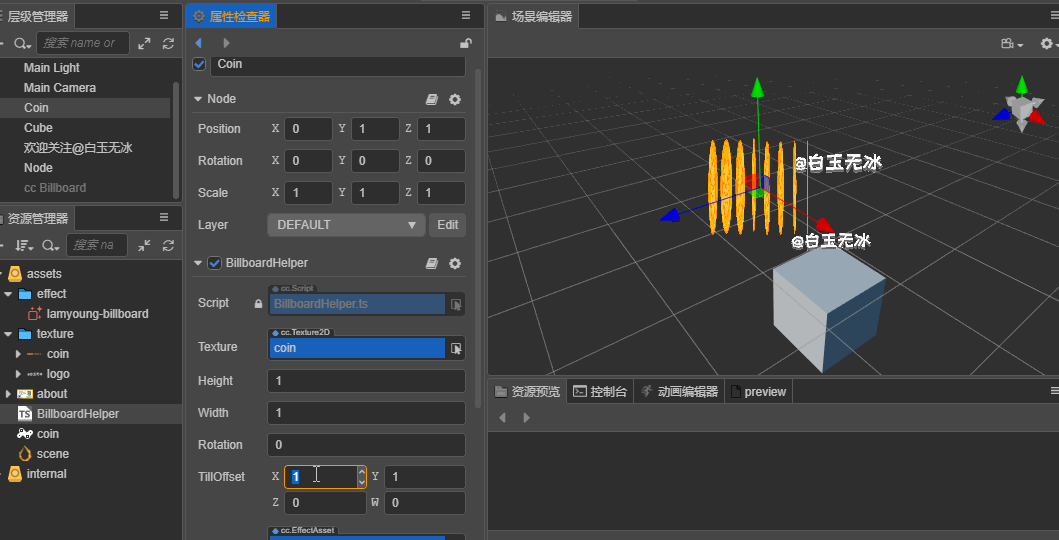 层级管理器
搜索 name or
Main Light
Main Camera
Coin
Cube
欢迎关注@白玉无冰
Node
cc Billboard
资源管理器
搜索 na
assets
effect
lamyoung-billboard
texture
coin
logo
about
TS BillboardHelper
coin
scene
internal
属性检查器
Coin
Node
Position X 0 Y 1 Z 1
Rotation X 0 Y 0 Z 0
Scale X 1 Y 1 Z 1
Layer DEFAULT Edit
BillboardHelper
cc.Script
Script BillboardHelper.ts
cc.Texture2D
Texture coin
Height 1
Width 1
Rotation 0
TillOffset X 1 Y 1
Z 0 W 0
cc.EffectAsset
场景编辑器
@白玉无冰
@白玉无冰
资源预览 控制台 动画编辑器 preview